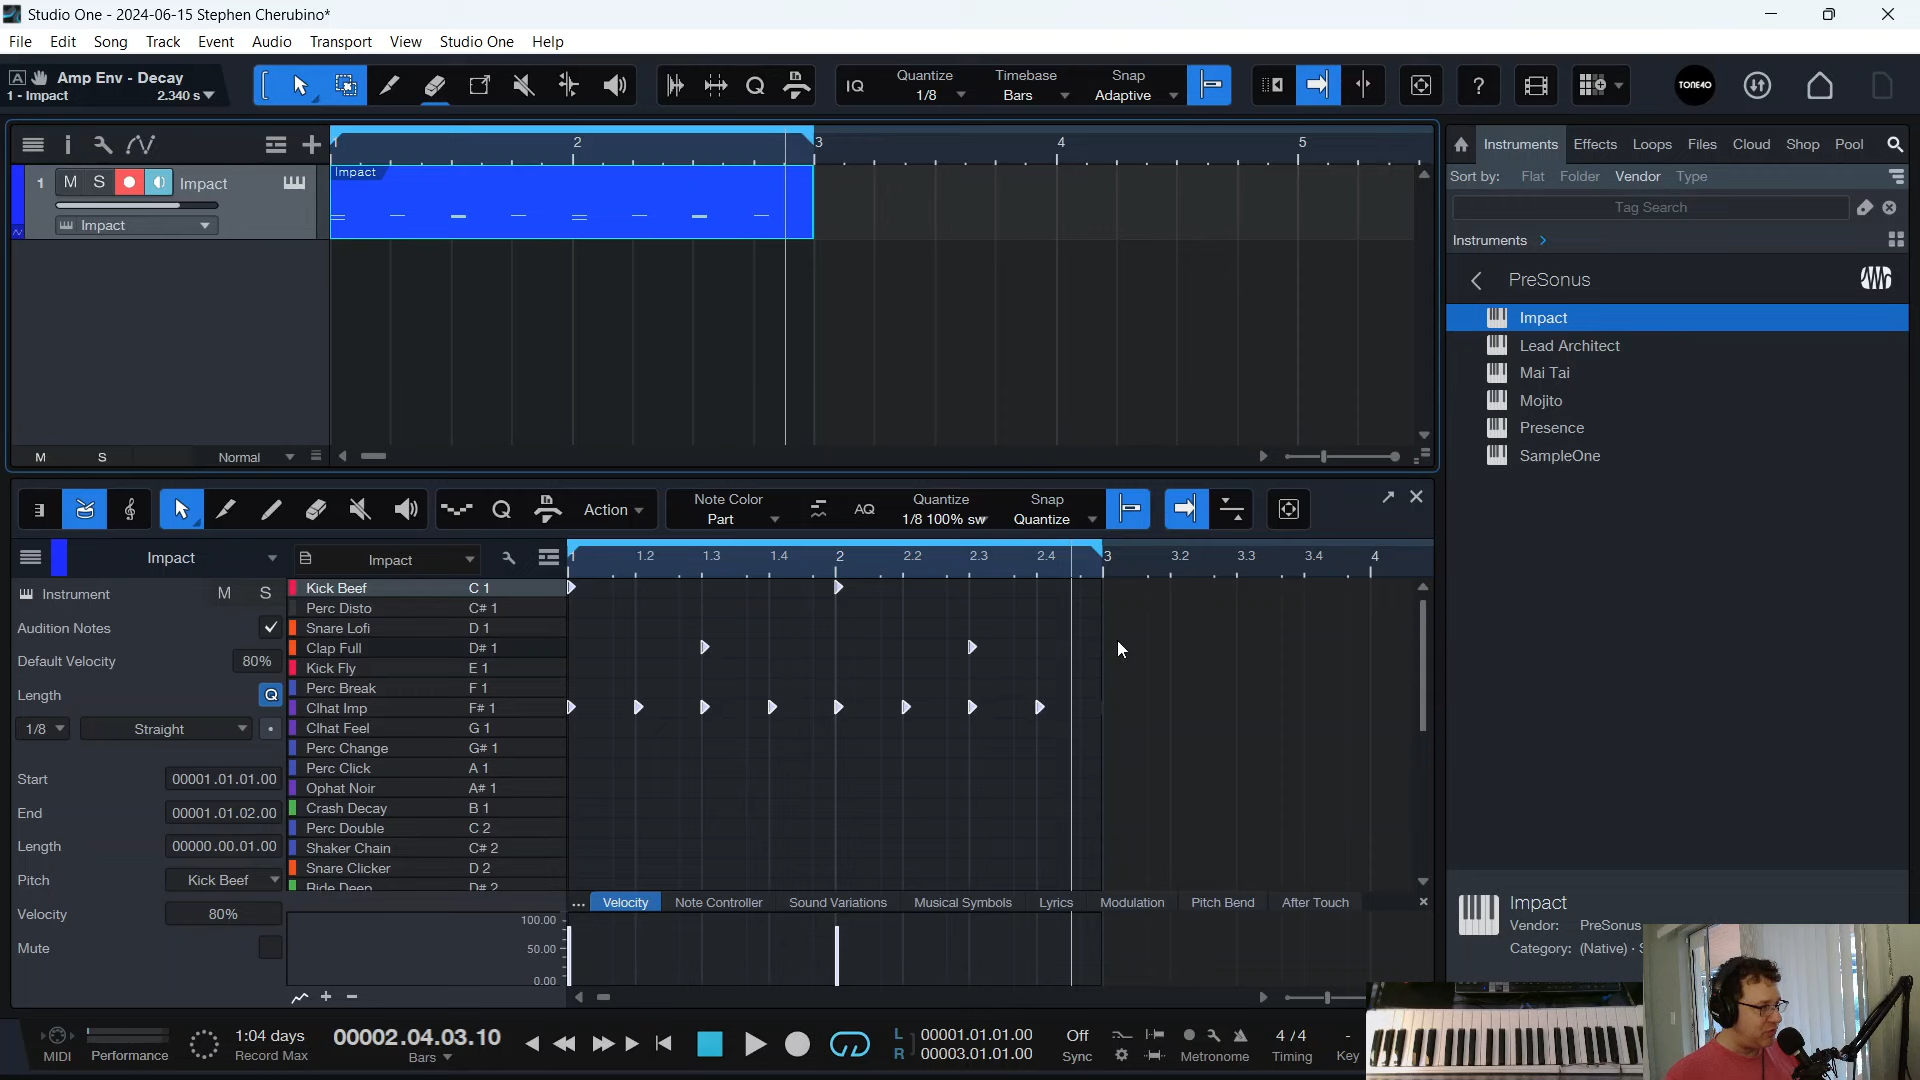 Studio One - 2024-06-15 Stephen Cherubino*
File Edit Song Track Event Audio Transport View Studio One Help
Amp Env - Decay
1 - Impact 2.340 s
IQ
Quantize
1/8
Timebase
Bars
Snap
Adaptive
?
TONE40
1 2 3 4 5
1 M S Impact
Impact
Impact
M S Normal
Instruments Effects Loops Files Cloud Shop Pool
Sort by: Flat Folder Vendor Type
Tag Search
Instruments
PreSonus
Impact
Lead Architect
Mai Tai
Mojito
Presence
SampleOne
Action
Note Color
Part
AQ
Quantize
1/8 100% sw
Snap
Quantize
Impact
Impact
1 1.2 1.3 1.4 2 2.2 2.3 2.4 3 3.2 3.3 3.4 4
Instrument M S
Audition Notes
Default Velocity 80%
Length Q
1/8 Straight
Start 00001.01.01.00
End 00001.01.02.00
Length 00000.00.01.00
Pitch Kick Beef
Velocity 80%
Mute
Kick Beef C 1
Perc Disto C# 1
Snare Lofi D 1
Clap Full D# 1
Kick Fly E 1
Perc Break F 1
Clhat Imp F# 1
Clhat Feel G 1
Perc Change G# 1
Perc Click A 1
Ophat Noir A# 1
Crash Decay B 1
Perc Double C 2
Shaker Chain C# 2
Snare Clicker D 2
Ride Deep D# 2
... Velocity Note Controller Sound Variations Musical Symbols Lyrics Modulation Pitch Bend After Touch
100.00
50.00
0.00
Impact
Vendor: PreSonus
Category: (Native)
MIDI
Performance
1:04 days
Record Max
00002.04.03.10
Bars
L 00001.01.01.00
R 00003.01.01.00
Off
Sync
Metronome
4 / 4
Timing
-
Key